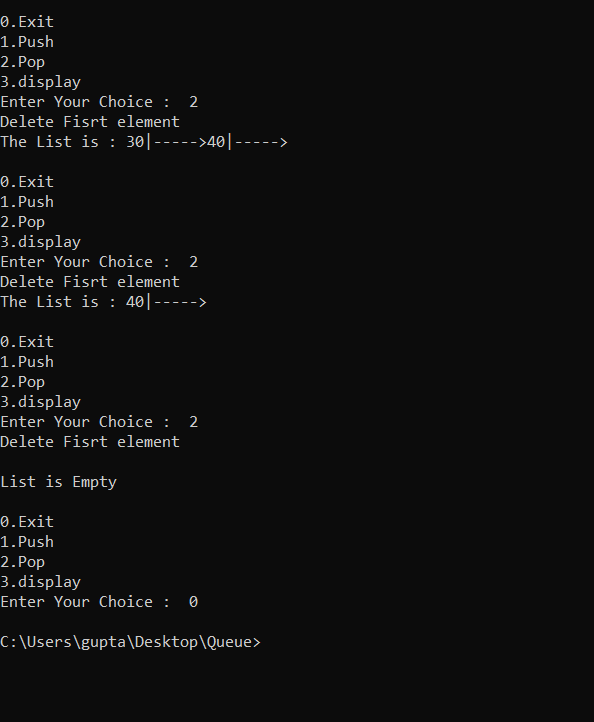 0.Exit
1.Push
2.Pop
3.display
Enter Your Choice :  2
Delete Fisrt element
The List is : 30|----->40|----->
0.Exit
1.Push
2.Pop
3.display
Enter Your Choice :  2
Delete Fisrt element
The List is : 40|----->
0.Exit
1.Push
2.Pop
3.display
Enter Your Choice :  2
Delete Fisrt element
List is Empty
0.Exit
1.Push
2.Pop
3.display
Enter Your Choice :  0
C:\Users\gupta\Desktop\Queue>